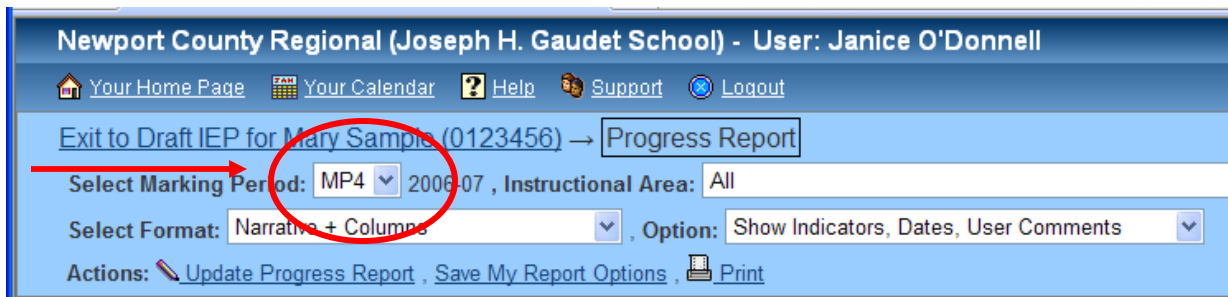 Newport County Regional (Joseph H. Gaudet School) - User: Janice O'Donnell
Your Home Page Your Calendar Help Support Logout
Exit to Draft IEP for Mary Sample (0123456) → Progress Report
Select Marking Period: MP4 2006-07 , Instructional Area: All
Select Format: Narrative + Columns , Option: Show Indicators, Dates, User Comments
Actions: Update Progress Report , Save My Report Options , Print